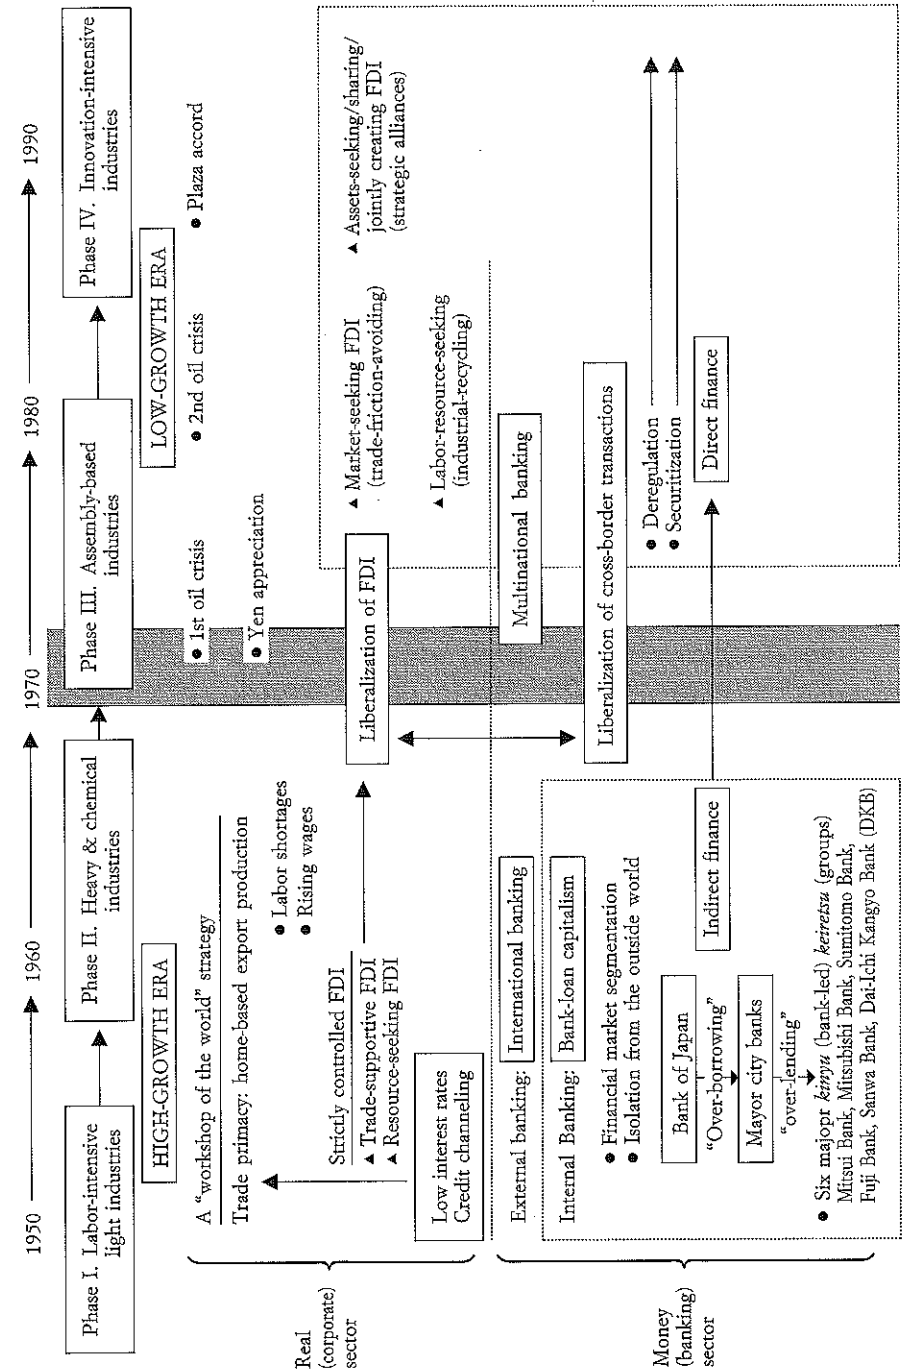 1950
1960
1970
1980
1990
Phase I. Labor-intensive
light industries
Phase II. Heavy & chemical
industries
Phase III. Assembly-based
industries
Phase IV. Innovation-intensive
industries
HIGH-GROWTH ERA
LOW-GROWTH ERA
Real
(corporate)
sector
A “workshop of the world” strategy
Trade primacy: home-based export production
● Labor shortages
● Rising wages
● 1st oil crisis
● Yen appreciation
● 2nd oil crisis
● Plaza accord
Strictly controlled FDI
▲ Trade-supportive FDI
▲ Resource-seeking FDI
Liberalization of FDI
▲ Market-seeking FDI
(trade-friction-avoiding)
▲ Assets-seeking/sharing/
jointly creating FDI
(strategic alliances)
▲ Labor-resource-seeking
(industrial-recycling)
Low interest rates
Credit channeling
Money
(banking)
sector
External banking:
International banking
Multinational banking
Internal Banking:
Bank-loan capitalism
Liberalization of cross-border transactions
● Financial market segmentation
● Isolation from the outside world
● Deregulation
● Securitization
Bank of Japan
“Over-borrowing”
Mayor city banks
“over-lending”
Indirect finance
Direct finance
● Six majopr kinyu (bank-led) keiretsu (groups)
Mitsui Bank, Mitsubishi Bank, Sumitomo Bank,
Fuji Bank, Sanwa Bank, Dai-Ichi Kangyo Bank (DKB)